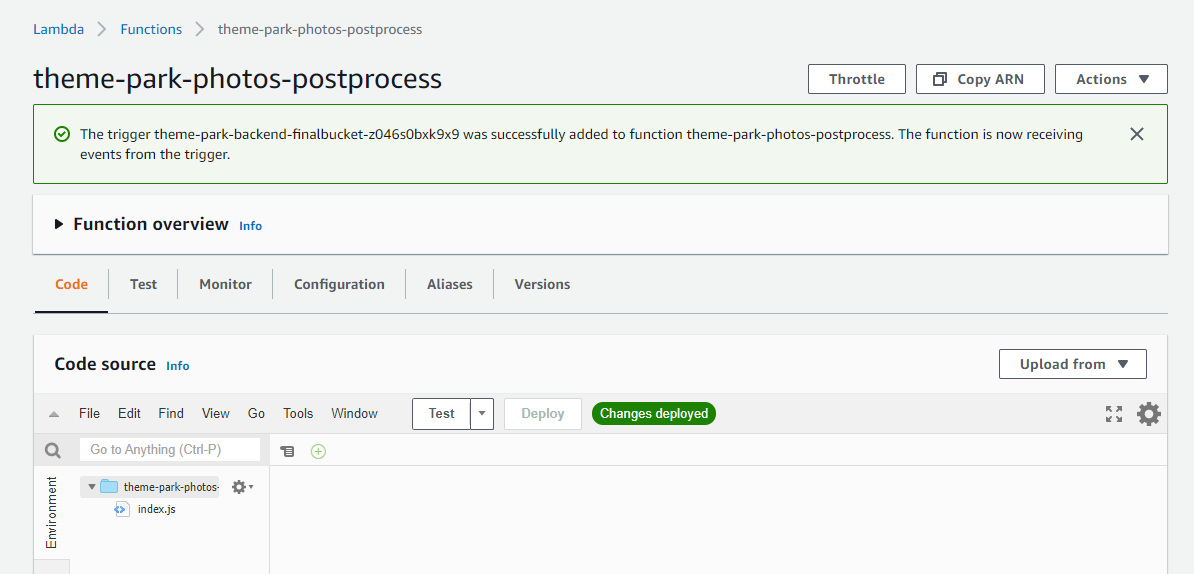 Lambda Functions theme-park-photos-postprocess
theme-park-photos-postprocess
Throttle Copy ARN Actions
The trigger theme-park-backend-finalbucket-z046s0bxk9x9 was successfully added to function theme-park-photos-postprocess. The function is now receiving
events from the trigger.
Function overview Info
Code Test Monitor Configuration Aliases Versions
Code source Info Upload from
File Edit Find View Go Tools Window Test Deploy Changes deployed
Go to Anything (Ctrl-P)
Environment
theme-park-photos-
index.js